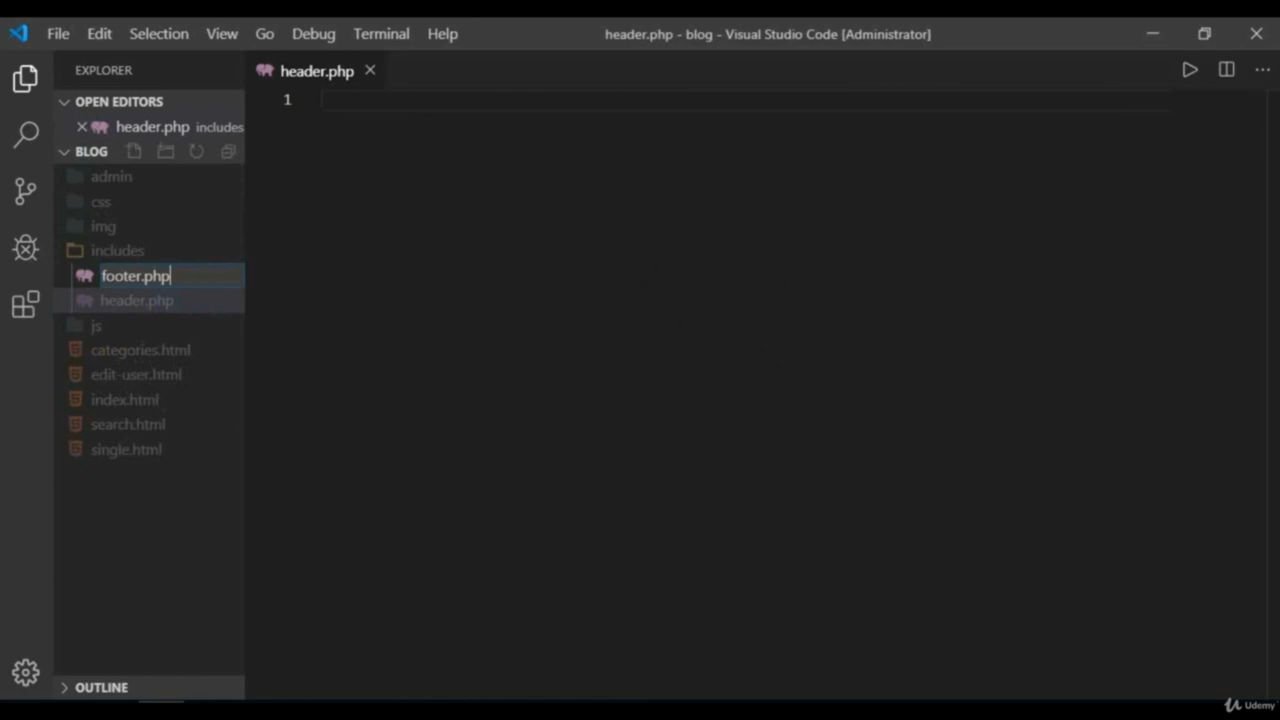 File Edit Selection View Go Debug Terminal Help
header.php - blog - Visual Studio Code [Administrator]
EXPLORER
header.php
OPEN EDITORS
header.php includes
BLOG
admin
css
img
includes
footer.php
header.php
js
categories.html
edit-user.html
index.html
search.html
single.html
OUTLINE
1
Udemy